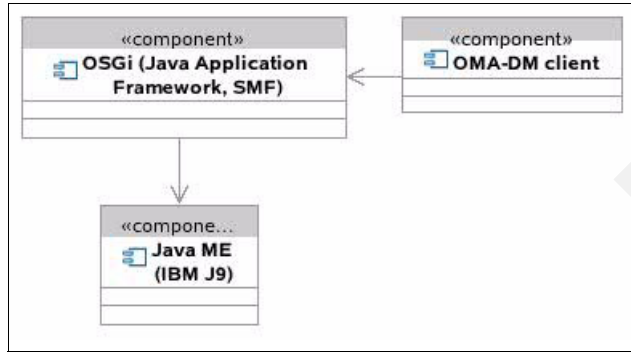 «component»
OSGi (Java Application
Framework, SMF)
«component»
OMA-DM client
«compone...
Java ME
(IBM J9)